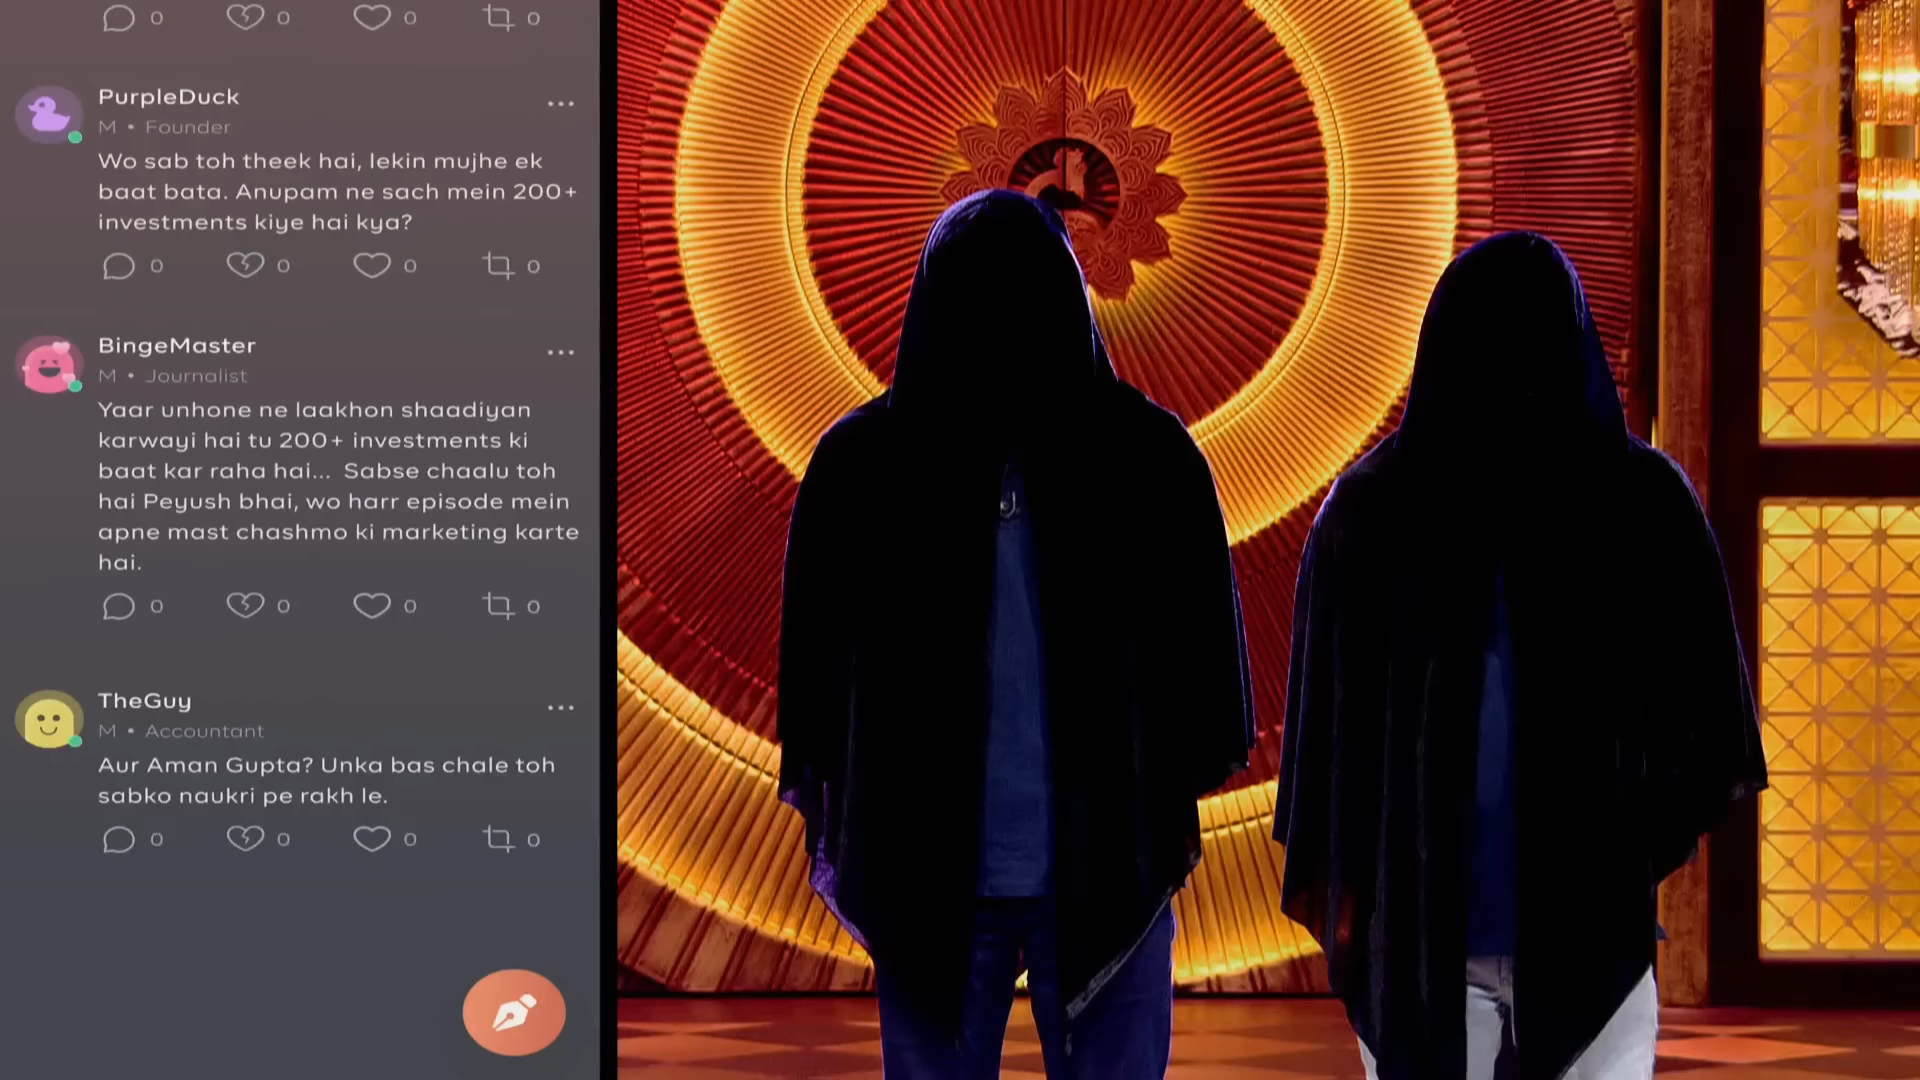 0 0 0 0
PurpleDuck
M • Founder
Wo sab toh theek hai, lekin mujhe ek
baat bata. Anupam ne sach mein 200+
investments kiye hai kya?
0 0 0 0
BingeMaster
M • Journalist
Yaar unhone ne laakhon shaadiyan
karwayi hai tu 200+ investments ki
baat kar raha hai... Sabse chaalu toh
hai Peyush bhai, wo harr episode mein
apne mast chashmo ki marketing karte
hai.
0 0 0 0
TheGuy
M • Accountant
Aur Aman Gupta? Unka bas chale toh
sabko naukri pe rakh le.
0 0 0 0